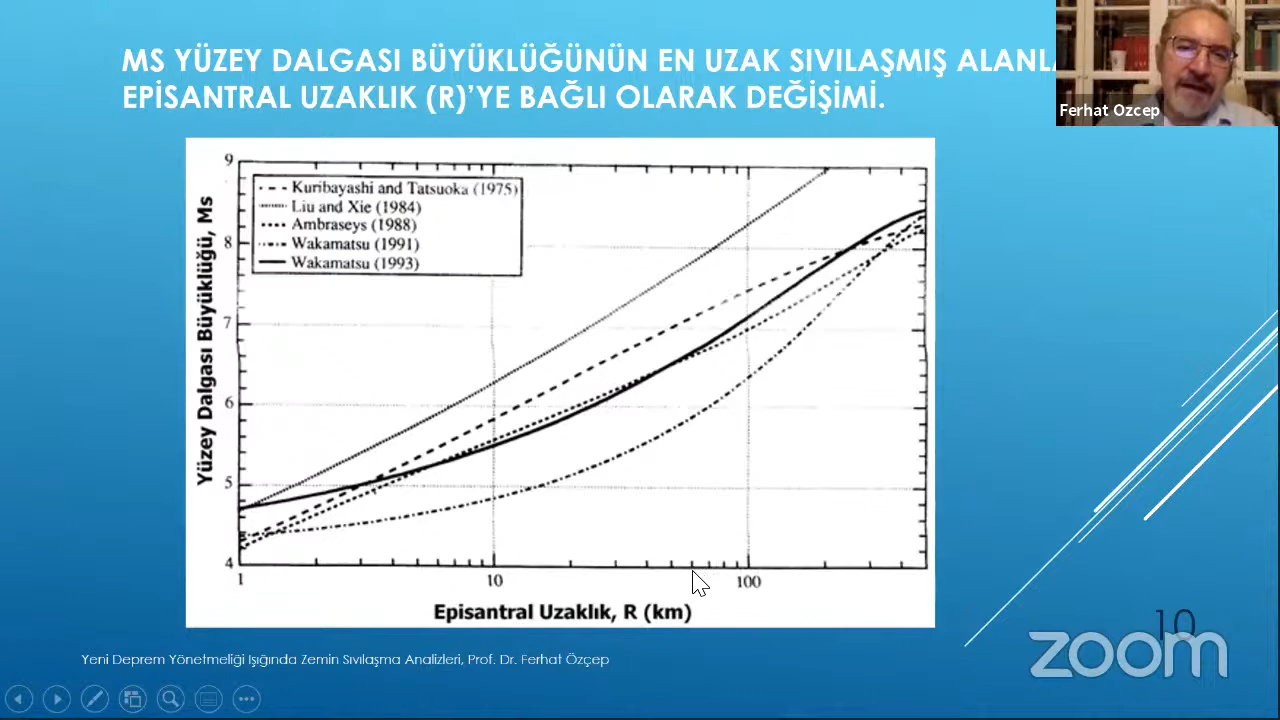 MS YÜZEY DALGASI BÜYÜKLÜĞÜNÜN EN UZAK SIVILAŞMIŞ
EPİSANTRAL UZAKLIK (R)’YE BAĞLI OLARAK DEĞİŞİMİ.
Ferhat Ozcep
9
8
7
6
5
4
Yüzey Dalgası Büyüklüğü, Ms
Kuribayashi and Tatsuoka (1975)
Liu and Xie (1984)
Ambraseys (1988)
Wakamatsu (1991)
Wakamatsu (1993)
1 10 100
Episantral Uzaklık, R (km)
10
zoom
Yeni Deprem Yönetmeliği Işığında Zemin Sıvılaşma Analizleri, Prof. Dr. Ferhat Özçep